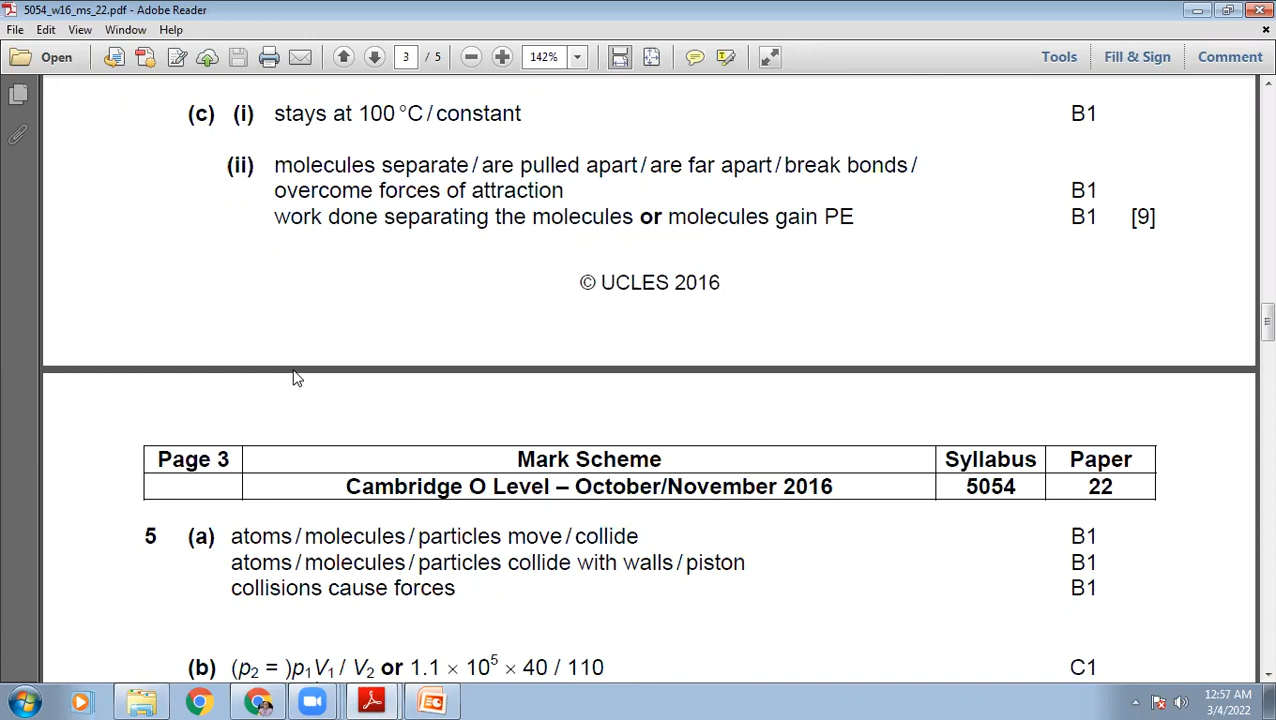 5054_w16_ms_22.pdf - Adobe Reader
File Edit View Window Help
Open 3 / 5 142% Tools Fill & Sign Comment
(c) (i) stays at 100 °C / constant B1
(ii) molecules separate / are pulled apart / are far apart / break bonds /
overcome forces of attraction B1
work done separating the molecules or molecules gain PE B1 [9]
© UCLES 2016
Page 3 Mark Scheme Syllabus Paper
Cambridge O Level – October/November 2016 5054 22
5 (a) atoms / molecules / particles move / collide B1
atoms / molecules / particles collide with walls / piston B1
collisions cause forces B1
(b) (p₂ = )p₁V₁ / V₂ or 1.1 × 10⁵ × 40 / 110 C1
12:57 AM
3/4/2022